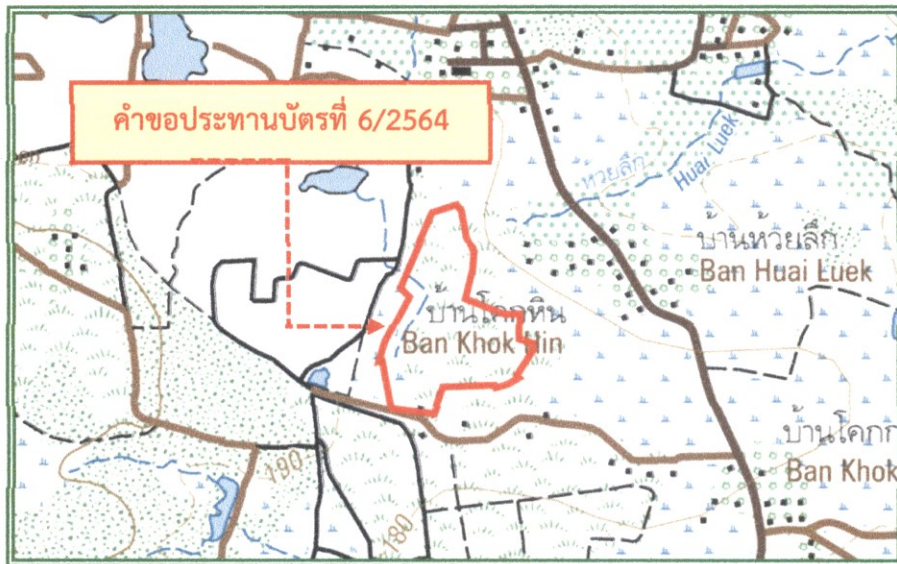 คำขอประทานบัตรที่ 6/2564
ห้วยลึก
Huai Luek
บ้านห้วยลึก
Ban Huai Luek
บ้านโคกหิน
Ban Khok Hin
บ้านโคกก
Ban Khok
190
180